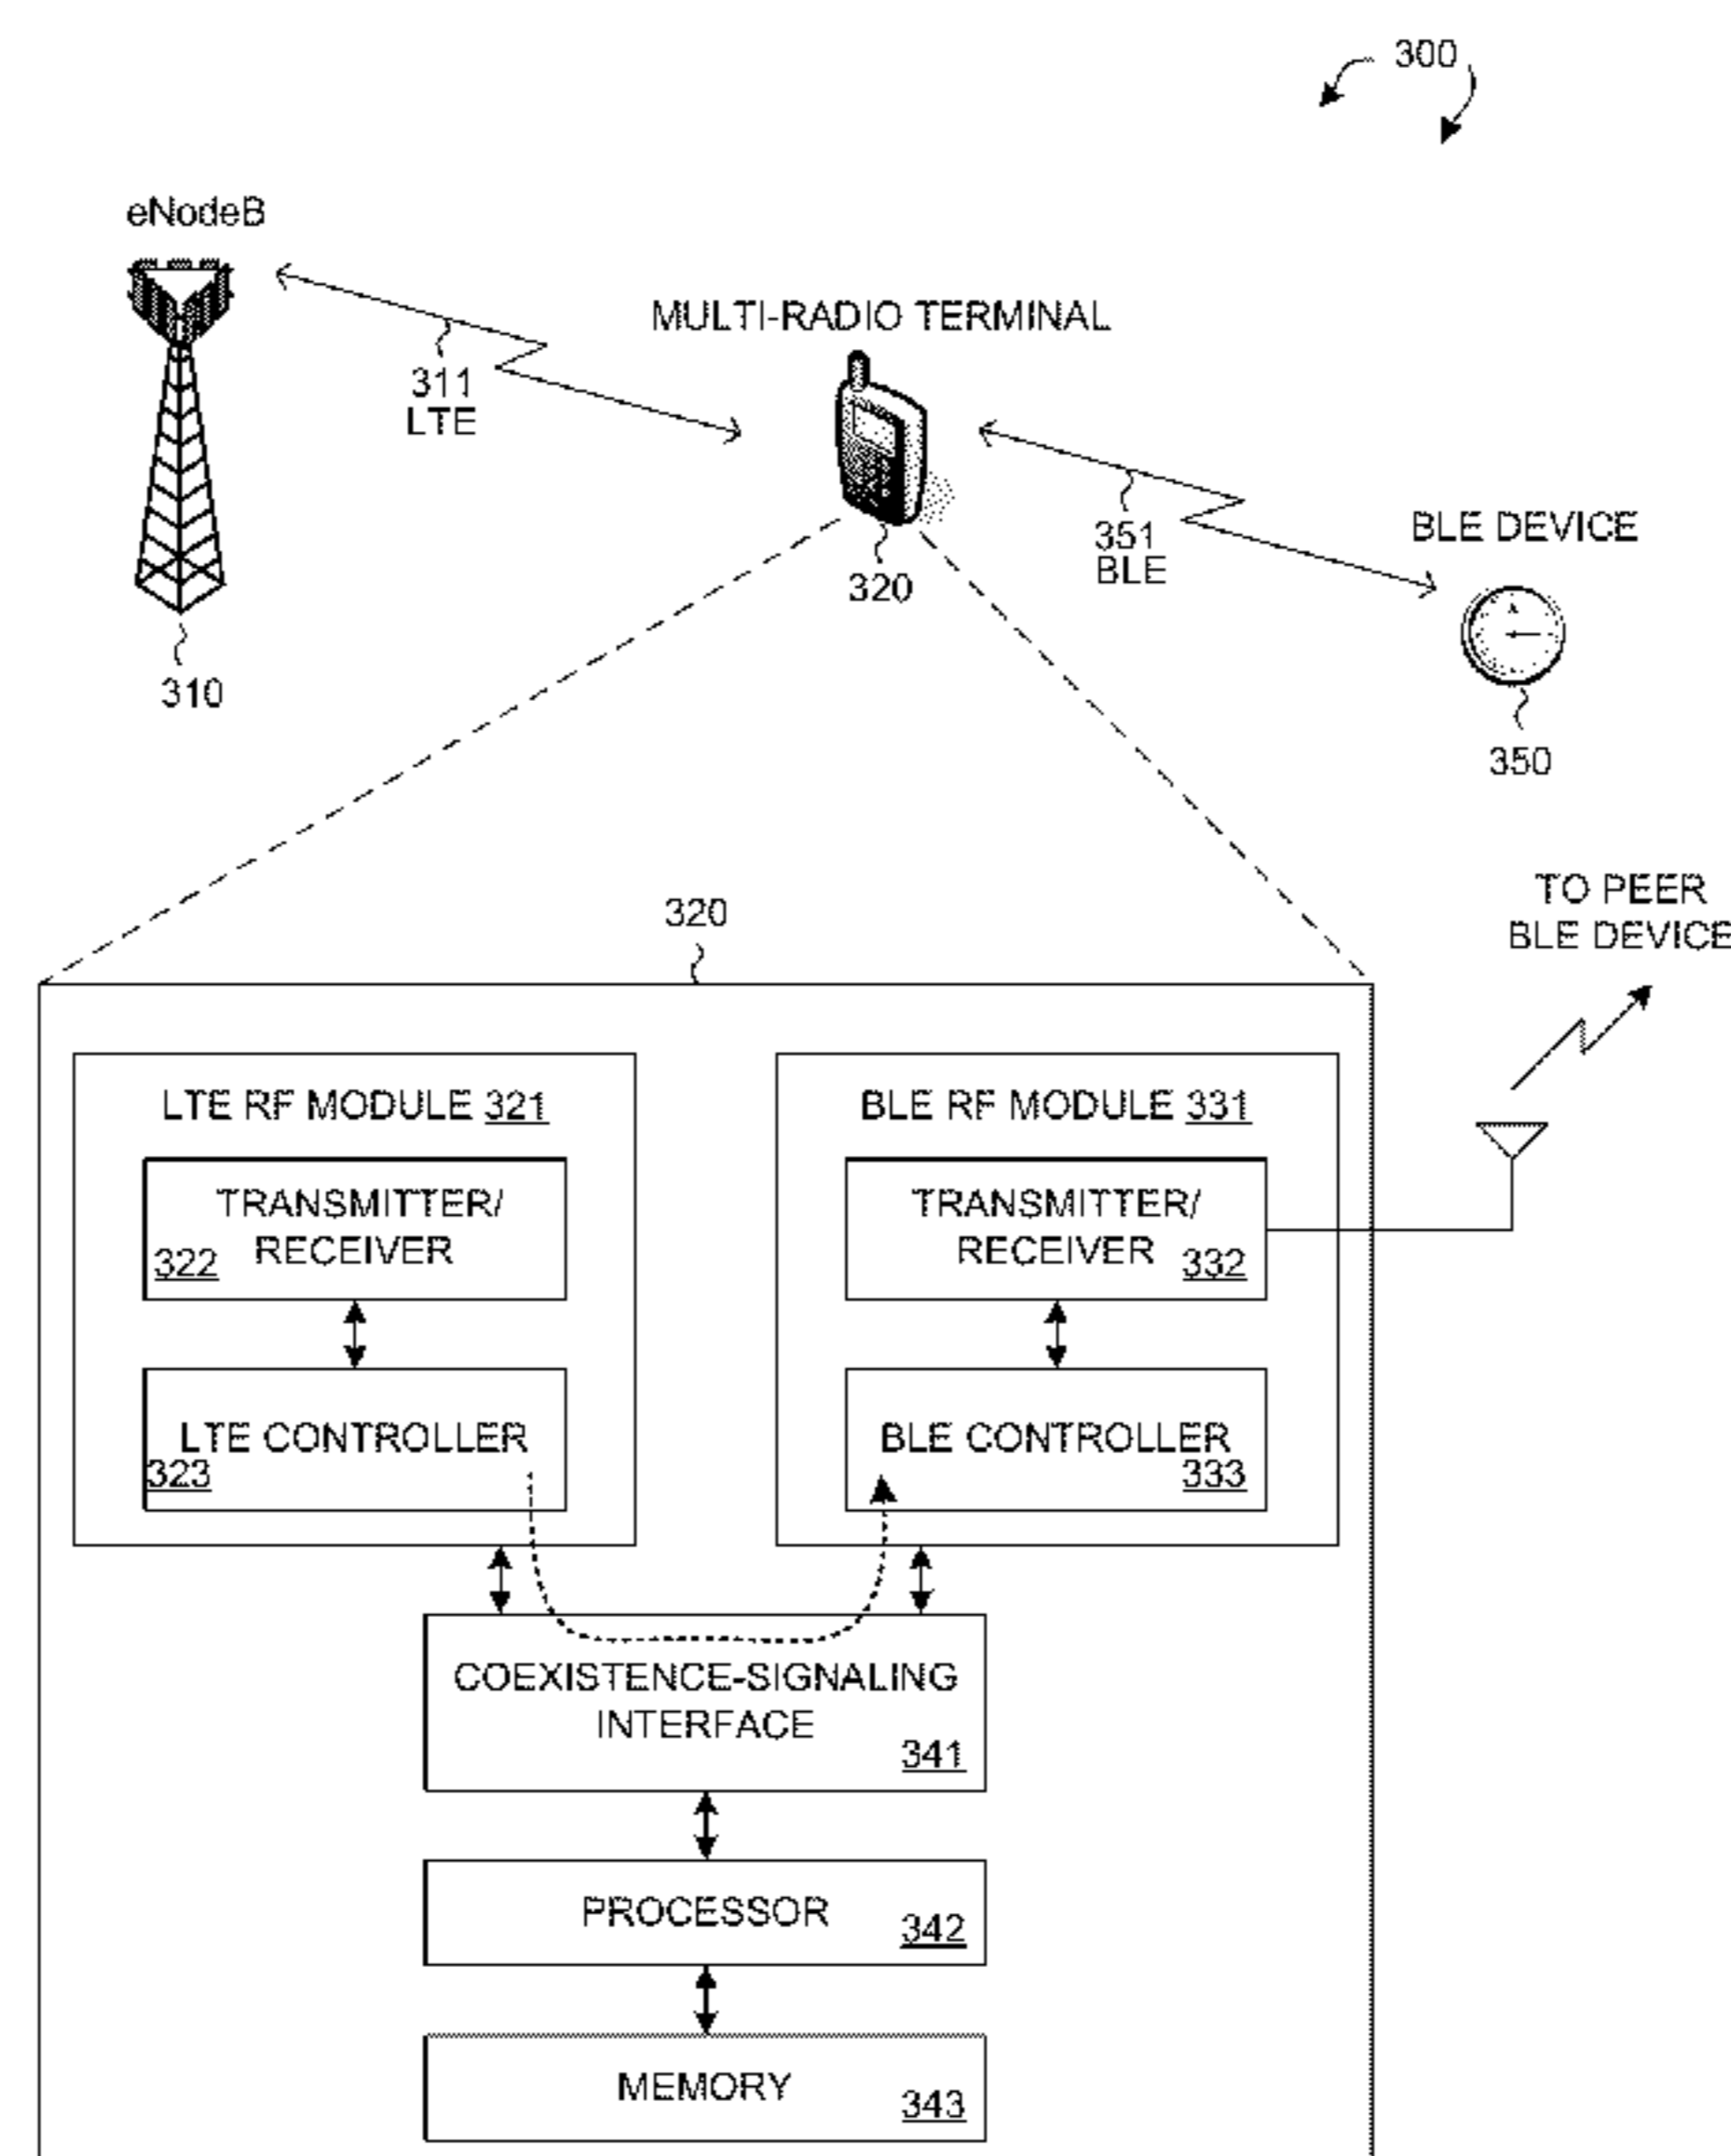 300
eNodeB
MULTI-RADIO TERMINAL
311
LTE
351
BLE
BLE DEVICE
320
310
350
TO PEER
BLE DEVICE
320
LTE RF MODULE 321
TRANSMITTER/
RECEIVER
322
LTE CONTROLLER
323
BLE RF MODULE 331
TRANSMITTER/
RECEIVER 332
BLE CONTROLLER
333
COEXISTENCE-SIGNALING
INTERFACE
341
PROCESSOR
342
MEMORY
343